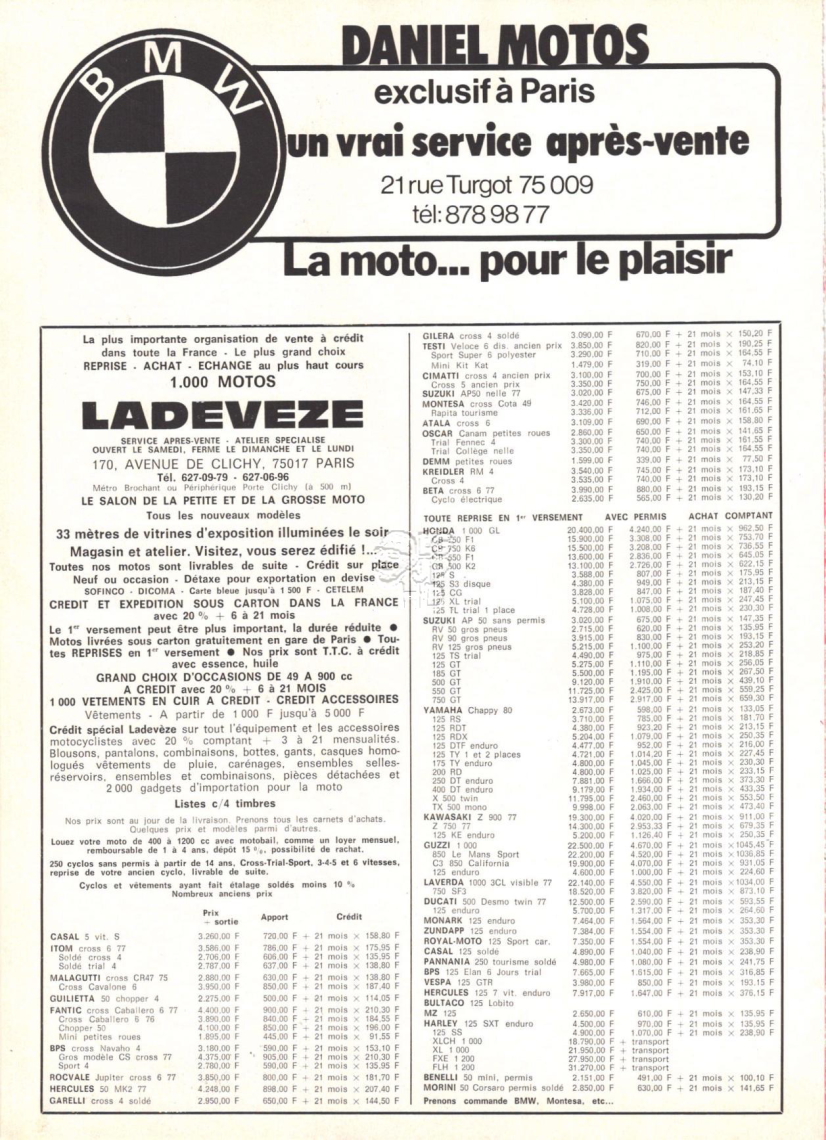 BMW
DANIEL MOTOS
exclusif à Paris
un vrai service après-vente
21 rue Turgot 75 009
tél: 878 98 77
La moto... pour le plaisir
La plus importante organisation de vente à crédit
dans toute la France - Le plus grand choix
REPRISE - ACHAT - ECHANGE au plus haut cours
1.000 MOTOS
LADEVEZE
SERVICE APRES-VENTE - ATELIER SPECIALISE
OUVERT LE SAMEDI, FERME LE DIMANCHE ET LE LUNDI
170, AVENUE DE CLICHY, 75017 PARIS
Tél. 627-09-79 - 627-06-96
Métro Brochant ou Périphérique Porte Clichy (à 500 m)
LE SALON DE LA PETITE ET DE LA GROSSE MOTO
Tous les nouveaux modèles
33 mètres de vitrines d'exposition illuminées le soir
Magasin et atelier. Visitez, vous serez édifié !...
Toutes nos motos sont livrables de suite - Crédit sur place
Neuf ou occasion - Détaxe pour exportation en devise
SOFINCO - DICOMA - Carte bleue jusqu'à 1 500 F - CETELEM
CREDIT ET EXPEDITION SOUS CARTON DANS LA FRANCE
avec 20 % + 6 à 21 mois
Le 1er versement peut être plus important, la durée réduite ●
Motos livrées sous carton gratuitement en gare de Paris ● Tou-
tes REPRISES en 1er versement ● Nos prix sont T.T.C. à crédit
avec essence, huile
GRAND CHOIX D'OCCASIONS DE 49 A 900 cc
A CREDIT avec 20 % + 6 à 21 MOIS
1 000 VETEMENTS EN CUIR A CREDIT - CREDIT ACCESSOIRES
Vêtements - A partir de 1 000 F jusqu'à 5 000 F
Crédit spécial Ladevèze sur tout l'équipement et les accessoires
motocyclistes avec 20 % comptant + 3 à 21 mensualités.
Blousons, pantalons, combinaisons, bottes, gants, casques homo-
logués vêtements de pluie, carénages, ensembles selles-
réservoirs, ensembles et combinaisons, pièces détachées et
2 000 gadgets d'importation pour la moto
Listes c/4 timbres
Nos prix sont au jour de la livraison. Prenons tous les carnets d'achats.
Quelques prix et modèles parmi d'autres.
Louez votre moto de 400 à 1200 cc avec motobail, comme un loyer mensuel,
remboursable de 1 à 4 ans, dépôt 15 %, possibilité de rachat.
250 cyclos sans permis à partir de 14 ans, Cross-Trial-Sport, 3-4-5 et 6 vitesses,
reprise de votre ancien cyclo, livrable de suite.
Cyclos et vêtements ayant fait étalage soldés moins 10 %
Nombreux anciens prix
Prix + sortie Apport Crédit
CASAL 5 vit. S 3.260,00 F 720,00 F + 21 mois × 158,80 F
ITOM cross 6 77 3.586,00 F 786,00 F + 21 mois × 175,95 F
Soldé cross 4 2.706,00 F 606,00 F + 21 mois × 135,95 F
Soldé trial 4 2.787,00 F 637,00 F + 21 mois × 138,80 F
MALAGUTTI cross CR47 75 2.880,00 F 630,00 F + 21 mois × 138,80 F
Cross Cavalone 6 3.950,00 F 850,00 F + 21 mois × 187,40 F
GUILIETTA 50 chopper 4 2.275,00 F 500,00 F + 21 mois × 114,05 F
FANTIC cross Caballero 6 77 4.400,00 F 900,00 F + 21 mois × 210,30 F
Cross Caballero 6 76 3.890,00 F 840,00 F + 21 mois × 184,55 F
Chopper 50 4.100,00 F 850,00 F + 21 mois × 196,00 F
Mini petites roues 1.895,00 F 445,00 F + 21 mois × 91,55 F
BPS cross Navaho 4 3.180,00 F 590,00 F + 21 mois × 153,10 F
Gros modèle CS cross 77 4.375,00 F 905,00 F + 21 mois × 210,30 F
Sport 4 2.780,00 F 590,00 F + 21 mois × 135,95 F
ROCVALE Jupiter cross 6 77 3.850,00 F 800,00 F + 21 mois × 181,70 F
HERCULES 50 MK2 77 4.248,00 F 898,00 F + 21 mois × 207,40 F
GARELLI cross 4 soldé 2.950,00 F 650,00 F + 21 mois × 144,50 F
GILERA cross 4 soldé 3.090,00 F 670,00 F + 21 mois × 150,20 F
TESTI Veloce 6 dis. ancien prix 3.850,00 F 820,00 F + 21 mois × 190,25 F
Sport Super 6 polyester 3.290,00 F 710,00 F + 21 mois × 164,55 F
Mini Kit Kat 1.479,00 F 319,00 F + 21 mois × 74,10 F
CIMATTI cross 4 ancien prix 3.100,00 F 700,00 F + 21 mois × 153,10 F
Cross 5 ancien prix 3.350,00 F 750,00 F + 21 mois × 164,55 F
SUZUKI AP50 nelle 77 3.020,00 F 675,00 F + 21 mois × 147,33 F
MONTESA cross Cota 49 3.420,00 F 746,00 F + 21 mois × 164,55 F
Rapita tourisme 3.336,00 F 712,00 F + 21 mois × 161,65 F
ATALA cross 6 3.109,00 F 690,00 F + 21 mois × 158,80 F
OSCAR Canam petites roues 2.860,00 F 650,00 F + 21 mois × 141,65 F
Trial Fennec 4 3.300,00 F 740,00 F + 21 mois × 161,55 F
Trial Collège nelle 3.350,00 F 740,00 F + 21 mois × 164,55 F
DEMM petites roues 1.599,00 F 339,00 F + 21 mois × 77,50 F
KREIDLER RM 4 3.540,00 F 745,00 F + 21 mois × 173,10 F
Cross 4 3.535,00 F 740,00 F + 21 mois × 173,10 F
BETA cross 6 77 3.990,00 F 880,00 F + 21 mois × 193,15 F
Cyclo électrique 2.635,00 F 565,00 F + 21 mois × 130,20 F
TOUTE REPRISE EN 1er VERSEMENT AVEC PERMIS ACHAT COMPTANT
HONDA 1 000 GL 20.400,00 F 4.240,00 F + 21 mois × 962,50 F
F1 15.900,00 F 3.308,00 F + 21 mois × 753,70 F
750 K6 15.500,00 F 3.208,00 F + 21 mois × 736,55 F
F1 13.600,00 F 2.836,00 F + 21 mois × 645,05 F
500 K2 13.100,00 F 2.726,00 F + 21 mois × 622,15 F
125 S 3.588,00 F 807,00 F + 21 mois × 175,95 F
125 S3 disque 4.380,00 F 949,00 F + 21 mois × 213,15 F
125 CG 3.828,00 F 847,00 F + 21 mois × 187,40 F
125 XL trial 5.100,00 F 1.075,00 F + 21 mois × 247,45 F
125 TL trial 1 place 4.728,00 F 1.008,00 F + 21 mois × 230,30 F
SUZUKI AP 50 sans permis 3.020,00 F 675,00 F + 21 mois × 147,35 F
RV 50 gros pneus 2.715,00 F 620,00 F + 21 mois × 135,95 F
RV 90 gros pneus 3.915,00 F 830,00 F + 21 mois × 193,15 F
RV 125 gros pneus 5.215,00 F 1.100,00 F + 21 mois × 253,20 F
125 TS trial 4.490,00 F 975,00 F + 21 mois × 218,85 F
125 GT 5.275,00 F 1.110,00 F + 21 mois × 256,05 F
185 GT 5.500,00 F 1.195,00 F + 21 mois × 267,50 F
500 GT 9.120,00 F 1.910,00 F + 21 mois × 439,10 F
550 GT 11.725,00 F 2.425,00 F + 21 mois × 559,25 F
750 GT 13.917,00 F 2.917,00 F + 21 mois × 659,30 F
YAMAHA Chappy 80 2.673,00 F 598,00 F + 21 mois × 133,05 F
125 RS 3.710,00 F 785,00 F + 21 mois × 181,70 F
125 RDT 4.380,00 F 923,20 F + 21 mois × 213,15 F
125 RDX 5.204,00 F 1.079,00 F + 21 mois × 250,35 F
125 DTF enduro 4.477,00 F 952,00 F + 21 mois × 216,00 F
125 TY 1 et 2 places 4.721,00 F 1.014,20 F + 21 mois × 227,45 F
175 TY enduro 4.800,00 F 1.045,00 F + 21 mois × 230,30 F
200 RD 4.800,00 F 1.025,00 F + 21 mois × 233,15 F
250 DT enduro 7.881,00 F 1.666,00 F + 21 mois × 373,30 F
400 DT enduro 9.179,00 F 1.934,00 F + 21 mois × 433,35 F
X 500 twin 11.795,00 F 2.460,00 F + 21 mois × 553,50 F
TX 500 mono 9.998,00 F 2.063,00 F + 21 mois × 473,40 F
KAWASAKI Z 900 77 19.300,00 F 4.020,00 F + 21 mois × 911,00 F
Z 750 77 14.300,00 F 2.953,33 F + 21 mois × 679,35 F
125 KE enduro 5.200,00 F 1.126,40 F + 21 mois × 250,35 F
GUZZI 1 000 22.500,00 F 4.670,00 F + 21 mois ×1045,45 F
850 Le Mans Sport 22.200,00 F 4.520,00 F + 21 mois ×1036,85 F
C3 850 California 19.900,00 F 4.070,00 F + 21 mois × 931,05 F
125 enduro 4.600,00 F 1.000,00 F + 21 mois × 224,60 F
LAVERDA 1000 3CL visible 77 22.140,00 F 4.550,00 F + 21 mois ×1034,00 F
750 SF3 18.520,00 F 3.820,00 F + 21 mois × 873,10 F
DUCATI 500 Desmo twin 77 12.500,00 F 2.590,00 F + 21 mois × 593,55 F
125 enduro 5.700,00 F 1.317,00 F + 21 mois × 264,60 F
MONARK 125 enduro 7.464,00 F 1.564,00 F + 21 mois × 353,30 F
ZUNDAPP 125 enduro 7.384,00 F 1.554,00 F + 21 mois × 353,30 F
ROYAL-MOTO 125 Sport car. 7.350,00 F 1.554,00 F + 21 mois × 353,30 F
CASAL 125 soldé 4.890,00 F 1.040,00 F + 21 mois × 238,90 F
PANNANIA 250 tourisme soldé 4.980,00 F 1.080,00 F + 21 mois × 241,75 F
BPS 125 Elan 6 Jours trial 7.665,00 F 1.615,00 F + 21 mois × 316,85 F
VESPA 125 GTR 3.980,00 F 850,00 F + 21 mois × 193,15 F
HERCULES 125 7 vit. enduro 7.917,00 F 1.647,00 F + 21 mois × 376,15 F
BULTACO 125 Lobito
MZ 125 2.650,00 F 610,00 F + 21 mois × 135,95 F
HARLEY 125 SXT enduro 4.500,00 F 970,00 F + 21 mois × 135,95 F
125 SS 4.900,00 F 1.070,00 F + 21 mois × 238,90 F
XLCH 1 000 18.790,00 F + transport
XL 1 000 21.950,00 F + transport
FXE 1 200 27.950,00 F + transport
FLH 1 200 31.270,00 F + transport
BENELLI 50 mini, permis 2.151,00 F 491,00 F + 21 mois × 100,10 F
MORINI 50 Corsaro permis soldé 2.850,00 F 630,00 F + 21 mois × 141,65 F
Prenons commande BMW, Montesa, etc...